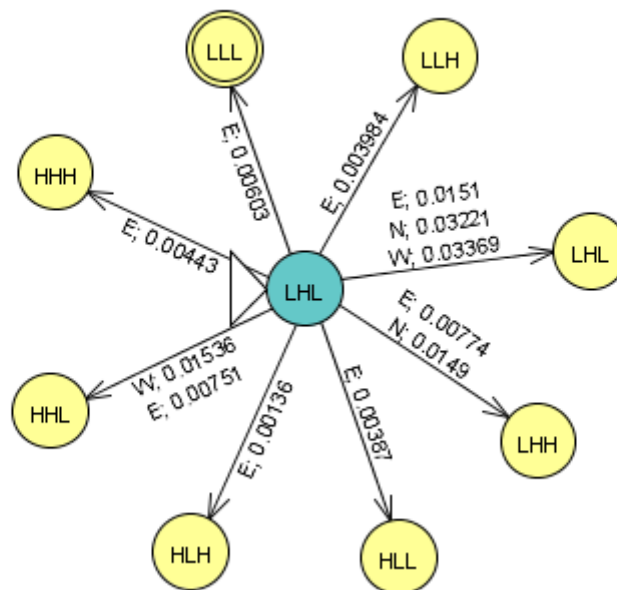 LLL
LLH
E; 0.00603
E; 0.003984
HHH
E; 0.00443
E; 0.0151
N; 0.03221
W; 0.03369
LHL
LHL
E; 0.00774
N; 0.0149
W; 0.01536
E; 0.00751
E; 0.00136
E; 0.00387
HHL
LHH
HLH
HLL